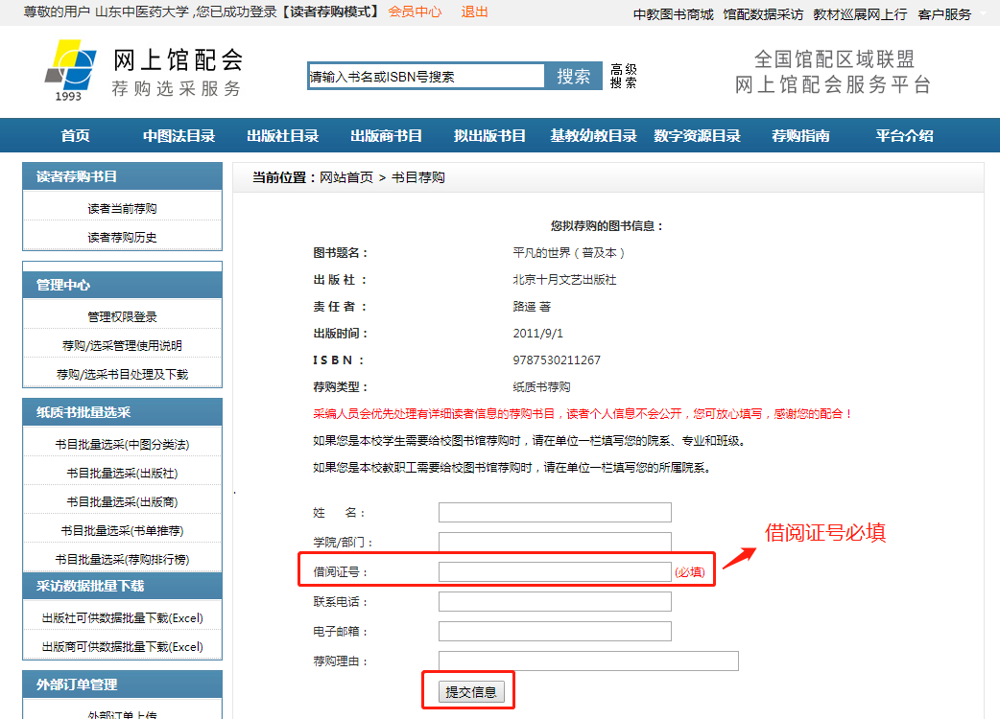 尊敬的用户 山东中医药大学 ,您已成功登录【读者荐购模式】 会员中心 退出
中教图书商城 馆配数据采访 教材巡展网上行 客户服务
网上馆配会
荐购选采服务
1993
请输入书名或ISBN号搜索 搜索 高级搜索
全国馆配区域联盟
网上馆配会服务平台
首页 中图法目录 出版社目录 出版商书目 拟出版书目 基教幼教目录 数字资源目录 荐购指南 平台介绍
读者荐购书目
读者当前荐购
读者荐购历史
管理中心
管理权限登录
荐购/选采管理使用说明
荐购/选采书目处理及下载
纸质书批量选采
书目批量选采(中图分类法)
书目批量选采(出版社)
书目批量选采(出版商)
书目批量选采(书单推荐)
书目批量选采(荐购排行榜)
采访数据批量下载
出版社可供数据批量下载(Excel)
出版商可供数据批量下载(Excel)
外部订单管理
外部订单上传
当前位置：网站首页 > 书目荐购
您拟荐购的图书信息：
图书题名： 平凡的世界（普及本）
出 版 社 ： 北京十月文艺出版社
责 任 者 ： 路遥 著
出版时间： 2011/9/1
I S B N ： 9787530211267
荐购类型： 纸质书荐购
采编人员会优先处理有详细读者信息的荐购书目，读者个人信息不会公开，您可放心填写，感谢您的配合！
如果您是本校学生需要给校图书馆荐购时，请在单位一栏填写您的院系、专业和班级。
如果您是本校教职工需要给校图书馆荐购时，请在单位一栏填写您的所属院系。
姓 名：
学院/部门：
借阅证号： (必填)
借阅证号必填
联系电话：
电子邮箱：
荐购理由：
提交信息